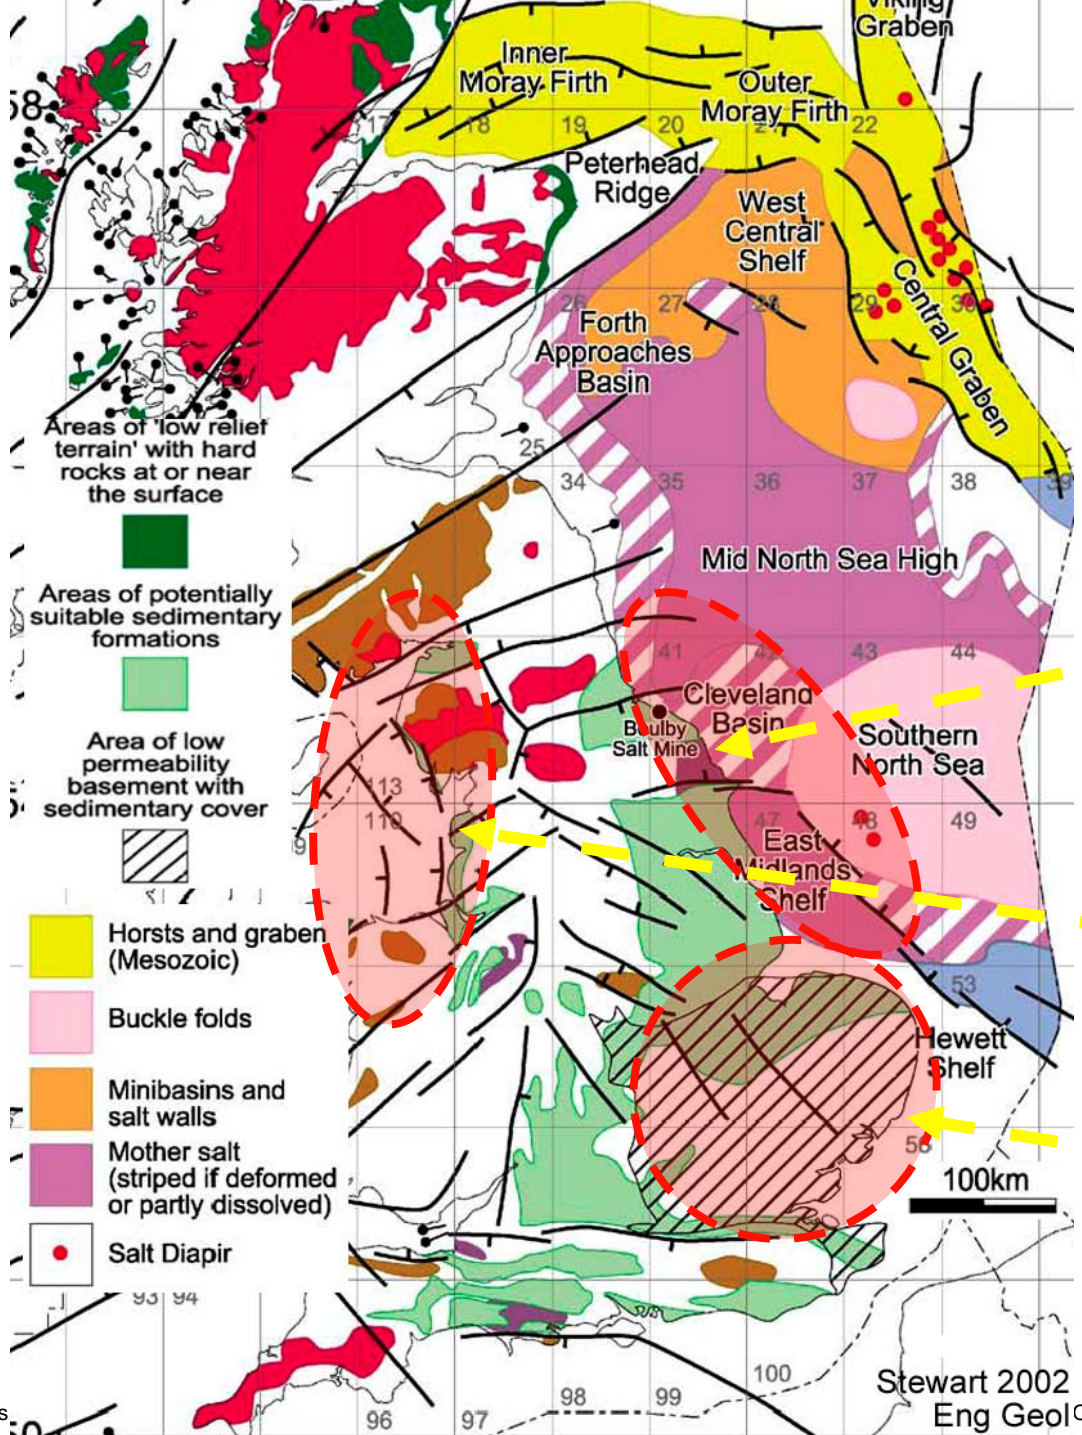 Viking
Graben
Inner
Moray Firth
Outer
Moray Firth
58
17
18
19
20
21
22
Peterhead
Ridge
West
Central
Shelf
Central Graben
26
27
28
29
30
Forth
Approaches
Basin
25
34
35
36
37
38
39
Areas of 'low relief
terrain' with hard
rocks at or near
the surface
Mid North Sea High
Areas of potentially
suitable sedimentary
formations
41
42
43
44
Cleveland
Basin
Boulby
Salt Mine
Southern
North Sea
Area of low
permeability
basement with
sedimentary cover
113
110
47
48
49
East
Midlands
Shelf
Horsts and graben
(Mesozoic)
53
Buckle folds
Hewett
Shelf
Minibasins and
salt walls
Mother salt
(striped if deformed
or partly dissolved)
100km
Salt Diapir
93
94
100
98
99
96
97
Stewart 2002
Eng Geol